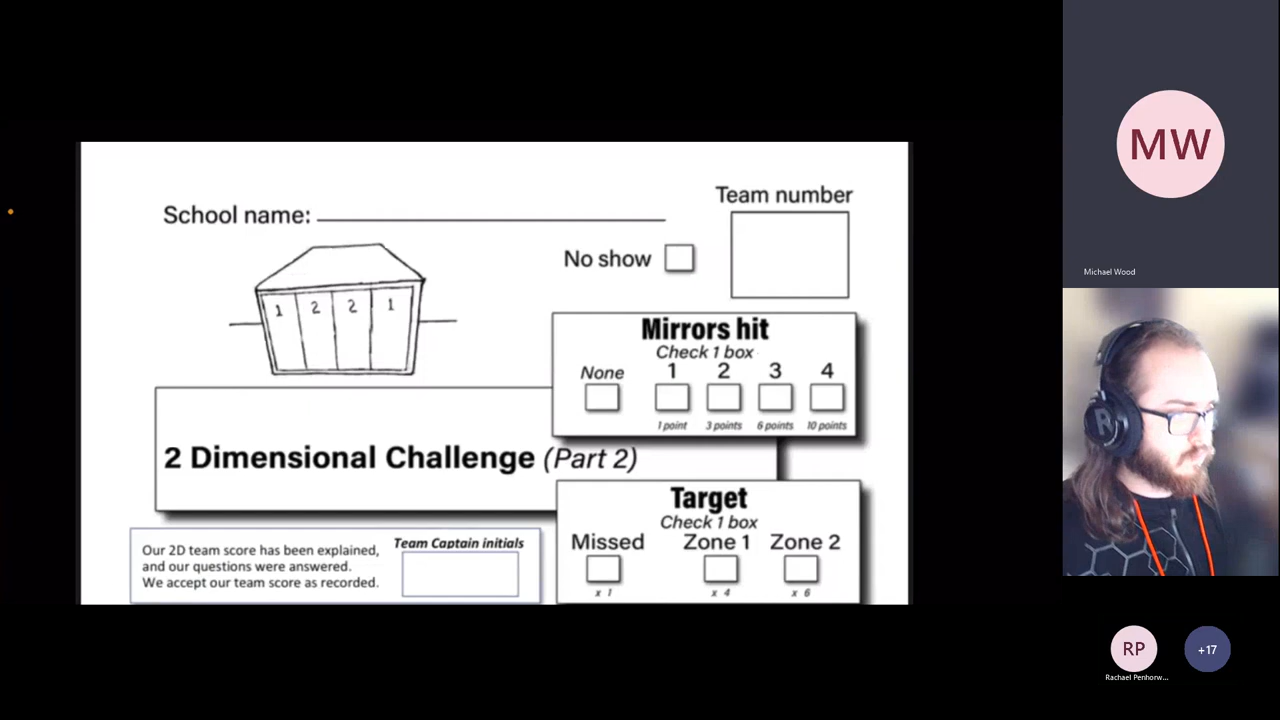 School name:
Team number
No show
1 2 2 1
Mirrors hit
Check 1 box
None 1 2 3 4
1 point 3 points 6 points 10 points
2 Dimensional Challenge (Part 2)
Target
Check 1 box
Missed Zone 1 Zone 2
x 1 x 4 x 6
Our 2D team score has been explained,
and our questions were answered.
We accept our team score as recorded.
Team Captain initials
MW
Michael Wood
R
RP
Rachael Penhorw...
+17